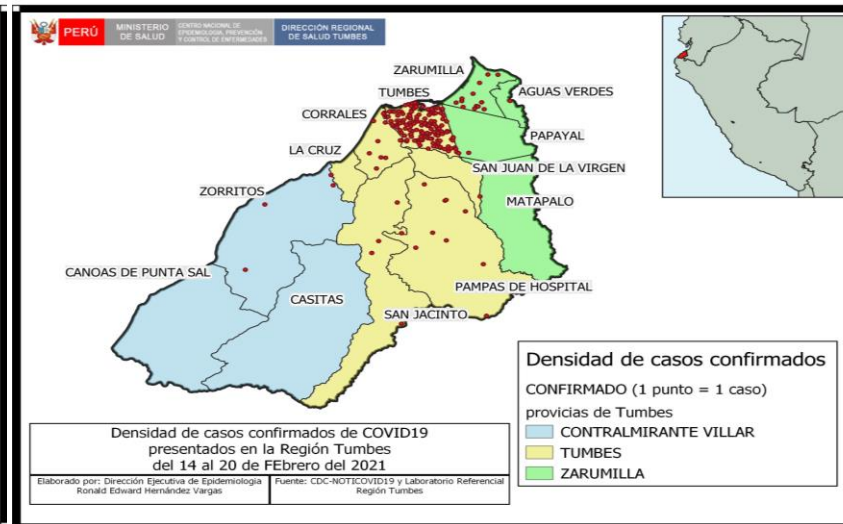 PERÚ
MINISTERIO
DE SALUD
CENTRO NACIONAL DE
EPIDEMIOLOGÍA, PREVENCIÓN
Y CONTROL DE ENFERMEDADES
DIRECCIÓN REGIONAL
DE SALUD TUMBES
ZARUMILLA
TUMBES
AGUAS VERDES
CORRALES
PAPAYAL
LA CRUZ
SAN JUAN DE LA VIRGEN
ZORRITOS
MATAPALO
CANOAS DE PUNTA SAL
CASITAS
PAMPAS DE HOSPITAL
SAN JACINTO
Densidad de casos confirmados
CONFIRMADO (1 punto = 1 caso)
provicias de Tumbes
CONTRALMIRANTE VILLAR
TUMBES
ZARUMILLA
Densidad de casos confirmados de COVID19
presentados en la Región Tumbes
del 14 al 20 de FEbrero del 2021
Elaborado por: Dirección Ejecutiva de Epidemiologia
Ronald Edward Hernández Vargas
Fuente: CDC-NOTICOVID19 y Laboratorio Referencial
Región Tumbes